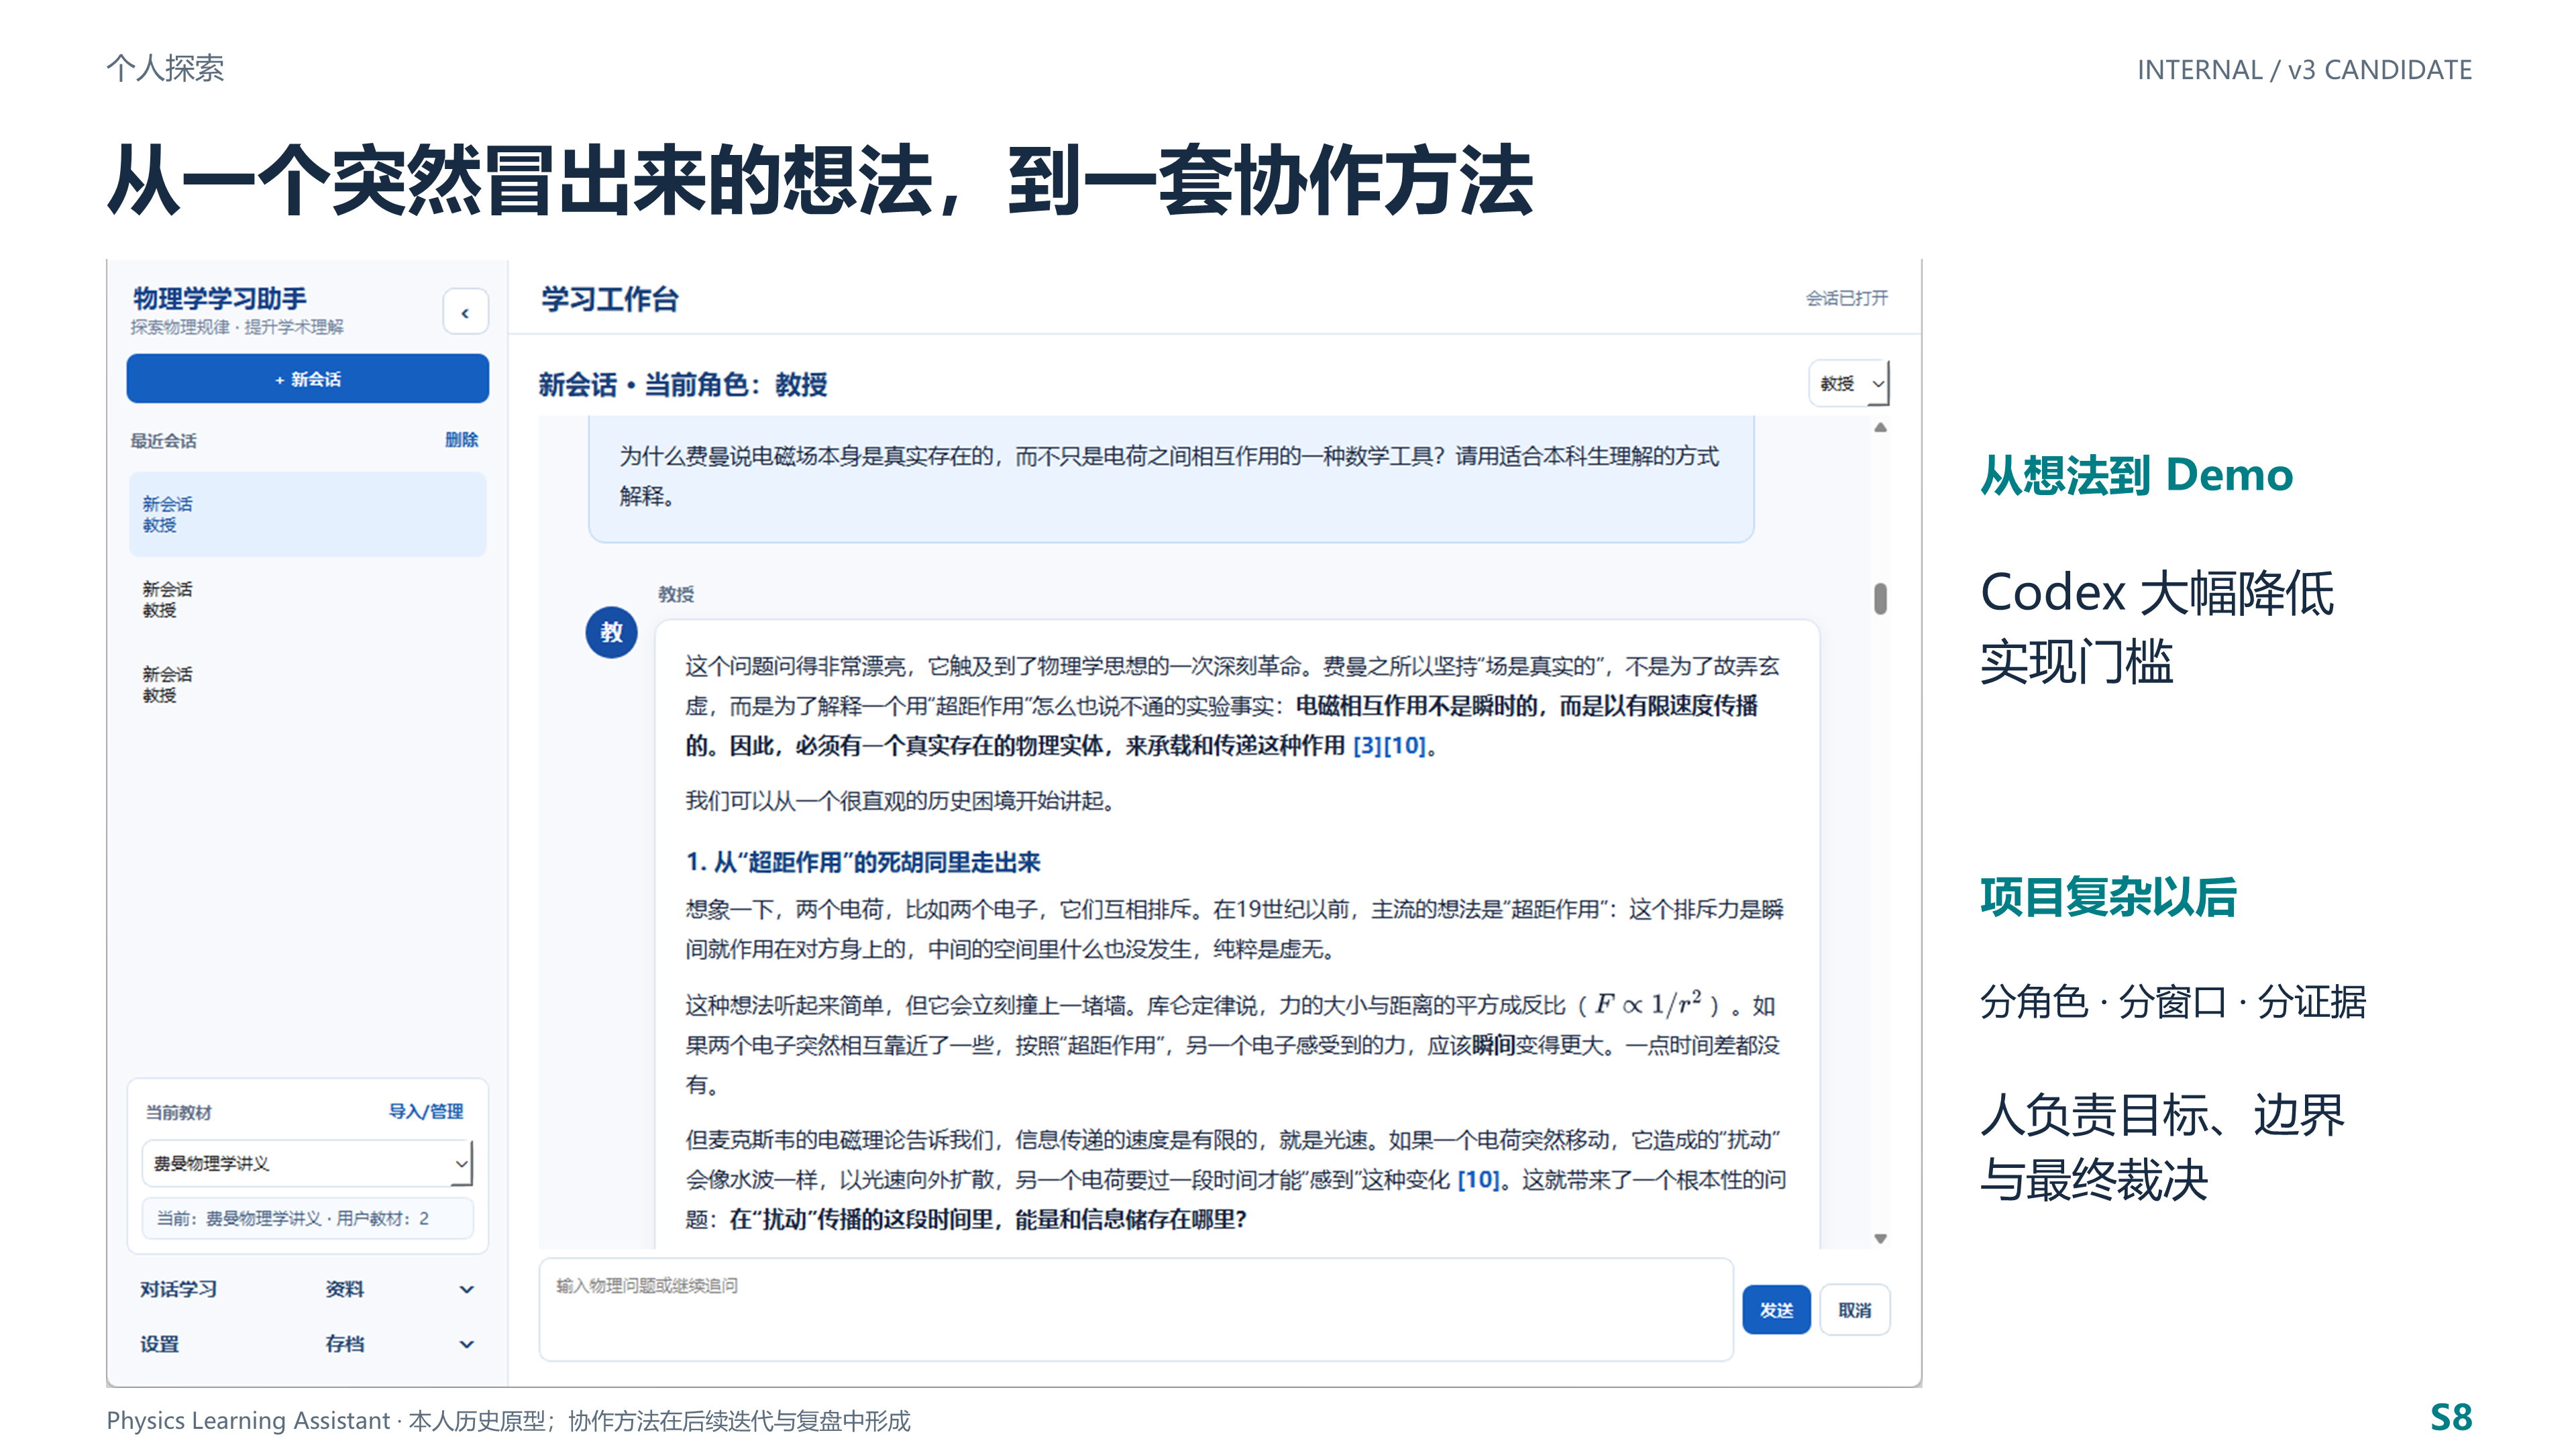 个人探索
INTERNAL / v3 CANDIDATE
从一个突然冒出来的想法，到一套协作方法
物理学学习助手
探索物理规律 · 提升学术理解
‹
+ 新会话
最近会话
删除
新会话
教授
新会话
教授
新会话
教授
当前教材
导入/管理
费曼物理学讲义
当前：费曼物理学讲义 · 用户教材：2
对话学习
资料
设置
存档
学习工作台
会话已打开
新会话 • 当前角色：教授
教授
为什么费曼说电磁场本身是真实存在的，而不只是电荷之间相互作用的一种数学工具？请用适合本科生理解的方式
解释。
教授
教
这个问题问得非常漂亮，它触及到了物理学思想的一次深刻革命。费曼之所以坚持“场是真实的”，不是为了故弄玄
虚，而是为了解释一个用“超距作用”怎么也说不通的实验事实：电磁相互作用不是瞬时的，而是以有限速度传播
的。因此，必须有一个真实存在的物理实体，来承载和传递这种作用 [3][10]。
我们可以从一个很直观的历史困境开始讲起。
1. 从“超距作用”的死胡同里走出来
想象一下，两个电荷，比如两个电子，它们互相排斥。在19世纪以前，主流的想法是“超距作用”：这个排斥力是瞬
间就作用在对方身上的，中间的空间里什么也没发生，纯粹是虚无。
这种想法听起来简单，但它会立刻撞上一堵墙。库仑定律说，力的大小与距离的平方成反比（ F ∝ 1/r² ）。如
果两个电子突然相互靠近了一些，按照“超距作用”，另一个电子感受到的力，应该瞬间变得更大。一点时间差都没
有。
但麦克斯韦的电磁理论告诉我们，信息传递的速度是有限的，就是光速。如果一个电荷突然移动，它造成的“扰动”
会像水波一样，以光速向外扩散，另一个电荷要过一段时间才能“感到”这种变化 [10]。这就带来了一个根本性的问
题：在“扰动”传播的这段时间里，能量和信息储存在哪里？
输入物理问题或继续追问
发送
取消
从想法到 Demo
Codex 大幅降低
实现门槛
项目复杂以后
分角色 · 分窗口 · 分证据
人负责目标、边界
与最终裁决
Physics Learning Assistant · 本人历史原型；协作方法在后续迭代与复盘中形成
S8